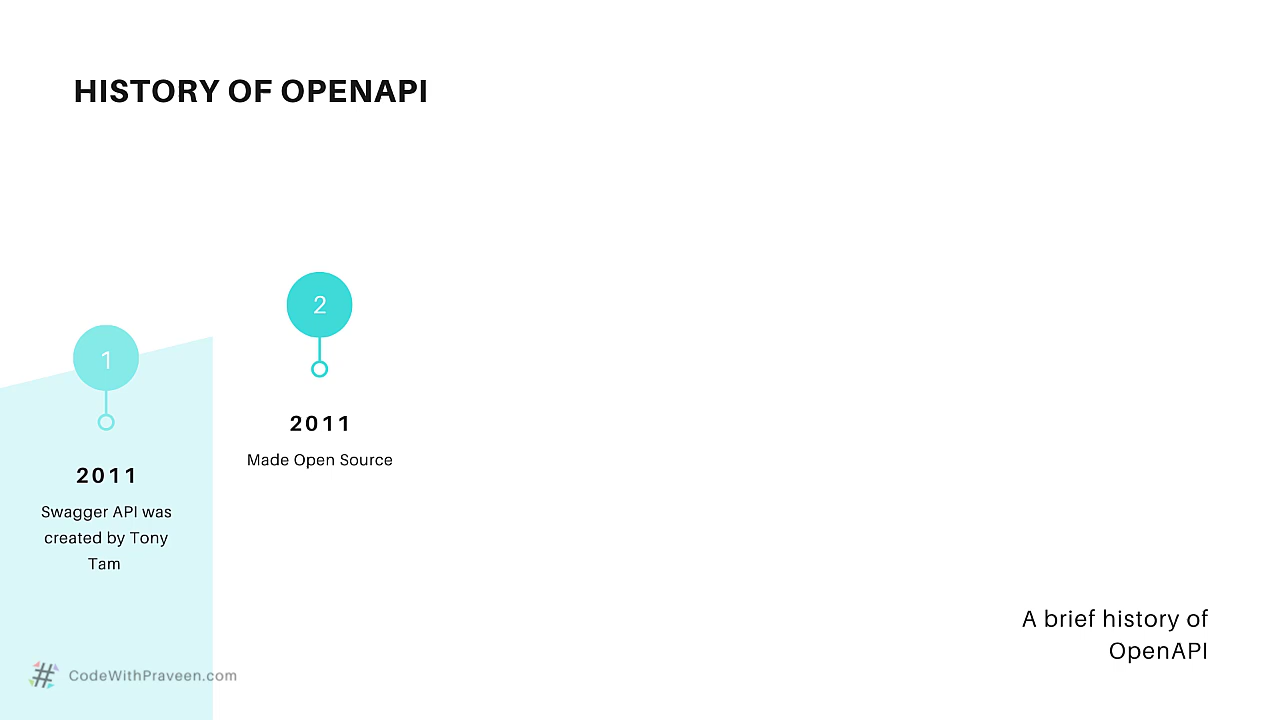 HISTORY OF OPENAPI
1
2011
Swagger API was
created by Tony
Tam
2
2011
Made Open Source
A brief history of
OpenAPI
# CodeWithPraveen.com